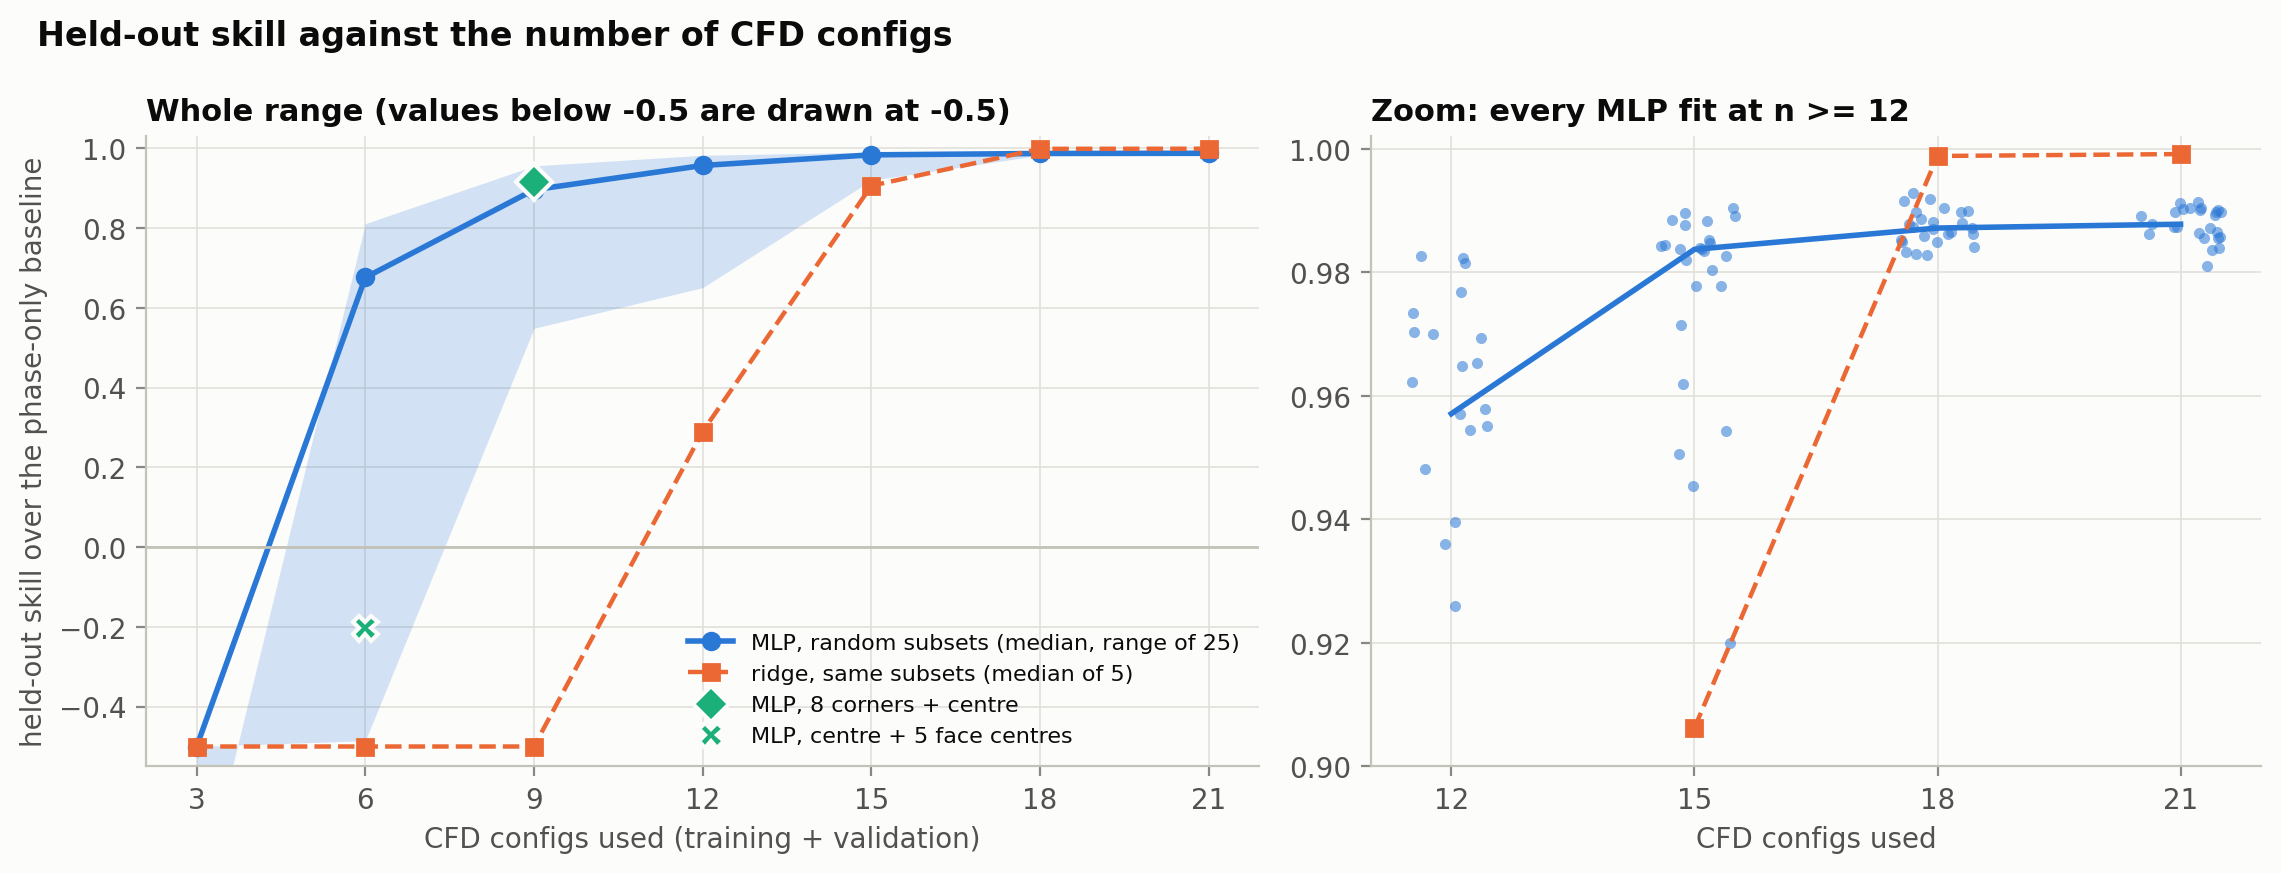 Held-out skill against the number of CFD configs
Whole range (values below -0.5 are drawn at -0.5)
held-out skill over the phase-only baseline
1.0
0.8
0.6
0.4
0.2
0.0
−0.2
−0.4
MLP, random subsets (median, range of 25)
ridge, same subsets (median of 5)
MLP, 8 corners + centre
MLP, centre + 5 face centres
3 6 9 12 15 18 21
CFD configs used (training + validation)
Zoom: every MLP fit at n >= 12
1.00
0.98
0.96
0.94
0.92
0.90
12 15 18 21
CFD configs used